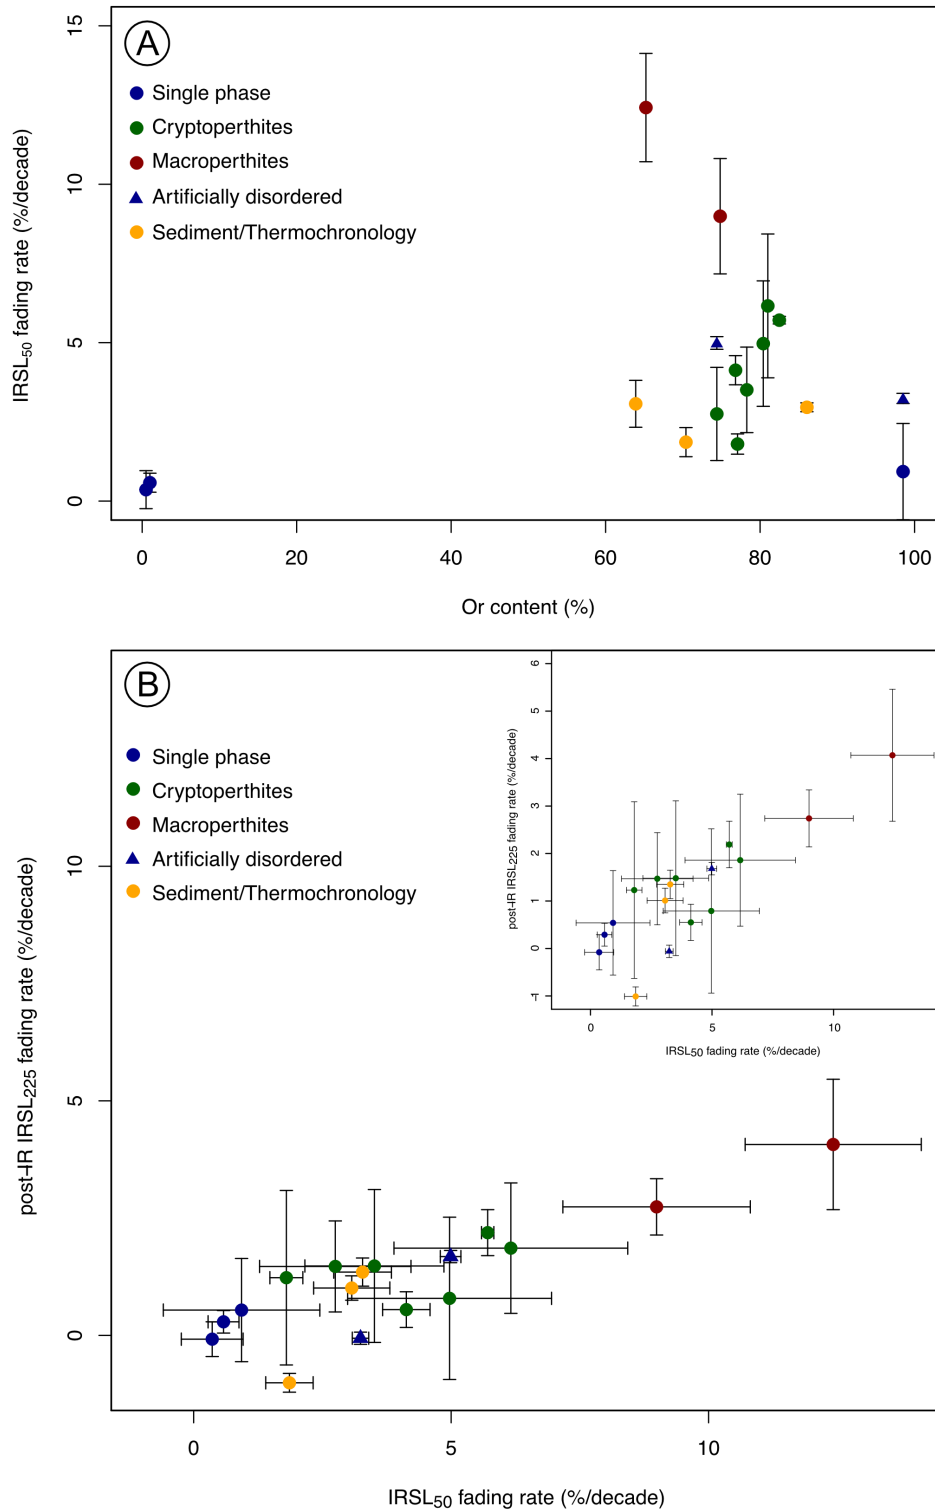 A
Single phase
Cryptoperthites
Macroperthites
Artificially disordered
Sediment/Thermochronology
IRSL50 fading rate (%/decade)
15
10
5
0
0 20 40 60 80 100
Or content (%)
B
Single phase
Cryptoperthites
Macroperthites
Artificially disordered
Sediment/Thermochronology
post-IR IRSL225 fading rate (%/decade)
10
5
0
0 5 10
IRSL50 fading rate (%/decade)
post-IR IRSL225 fading rate (%/decade)
6
5
4
3
2
1
0
-1
0 5 10
IRSL50 fading rate (%/decade)